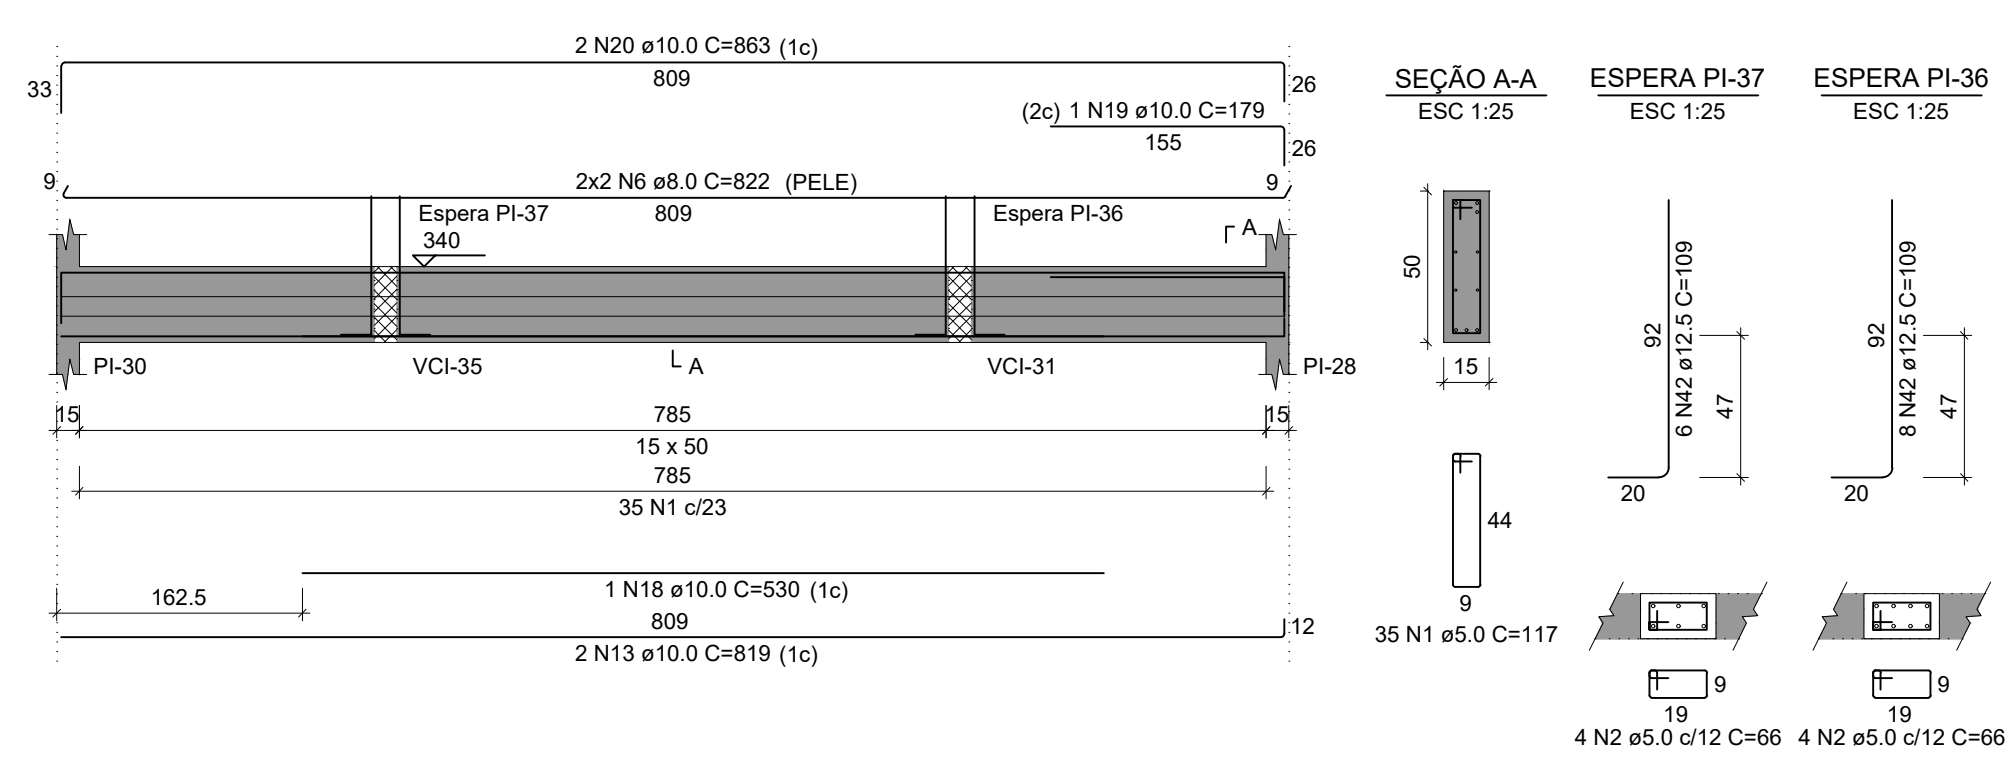 2 N20 ø10.0 C=863 (1c)
809
33
26
(2c) 1 N19 ø10.0 C=179
155
26
9
2x2 N6 ø8.0 C=822 (PELE)
9
809
Espera PI-37
340
Espera PI-36
A
PI-30
VCI-35
A
VCI-31
PI-28
15
785
15
15 x 50
785
35 N1 c/23
1 N18 ø10.0 C=530 (1c)
162.5
809
12
2 N13 ø10.0 C=819 (1c)
SEÇÃO A-A
ESC 1:25
50
15
44
9
35 N1 ø5.0 C=117
ESPERA PI-37
ESC 1:25
92
6 N42 ø12.5 C=109
47
20
9
19
4 N2 ø5.0 c/12 C=66
ESPERA PI-36
ESC 1:25
92
8 N42 ø12.5 C=109
47
20
9
19
4 N2 ø5.0 c/12 C=66